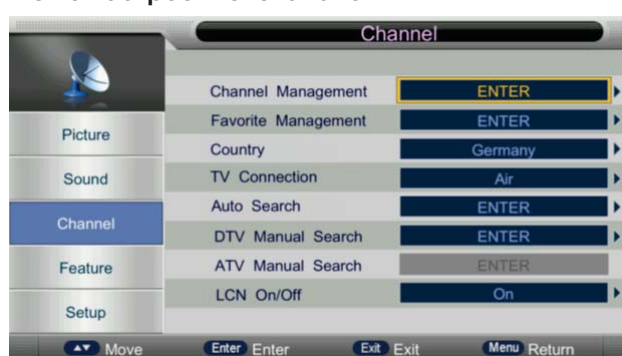 Channel
Channel Management ENTER
Favorite Management ENTER
Country Germany
TV Connection Air
Auto Search ENTER
DTV Manual Search ENTER
ATV Manual Search ENTER
LCN On/Off On
Picture
Sound
Channel
Feature
Setup
Move Enter Enter Exit Exit Menu Return